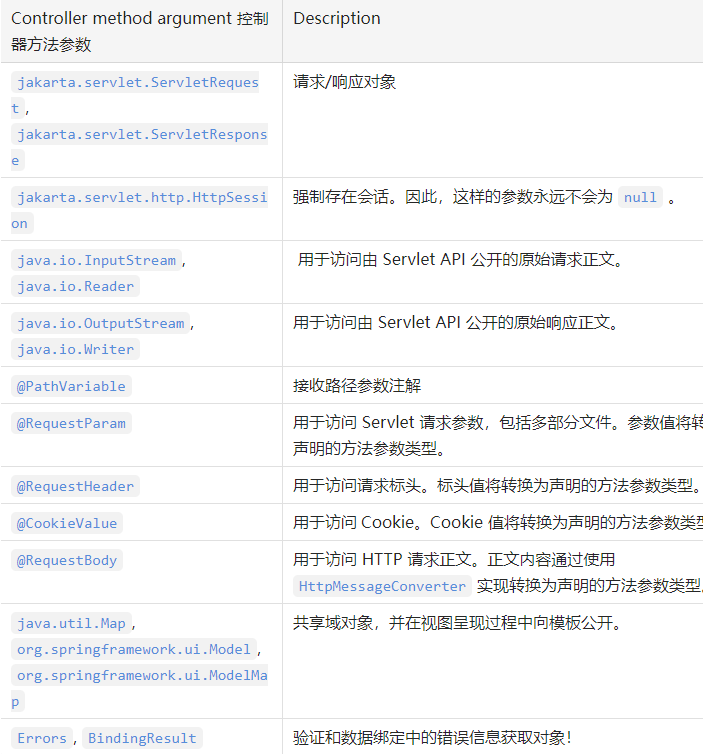 Controller method argument 控制
器方法参数
Description
jakarta.servlet.ServletReques
t ,
jakarta.servlet.ServletRespons
e
请求/响应对象
jakarta.servlet.http.HttpSessi
on
强制存在会话。因此，这样的参数永远不会为 null 。
java.io.InputStream ,
java.io.Reader
用于访问由 Servlet API 公开的原始请求正文。
java.io.OutputStream ,
java.io.Writer
用于访问由 Servlet API 公开的原始响应正文。
@PathVariable
接收路径参数注解
@RequestParam
用于访问 Servlet 请求参数，包括多部分文件。参数值将转
声明的方法参数类型。
@RequestHeader
用于访问请求标头。标头值将转换为声明的方法参数类型。
@CookieValue
用于访问 Cookie。Cookie 值将转换为声明的方法参数类型
@RequestBody
用于访问 HTTP 请求正文。正文内容通过使用
HttpMessageConverter 实现转换为声明的方法参数类型。
java.util.Map ,
org.springframework.ui.Model ,
org.springframework.ui.ModelMa
p
共享域对象，并在视图呈现过程中向模板公开。
Errors , BindingResult
验证和数据绑定中的错误信息获取对象！